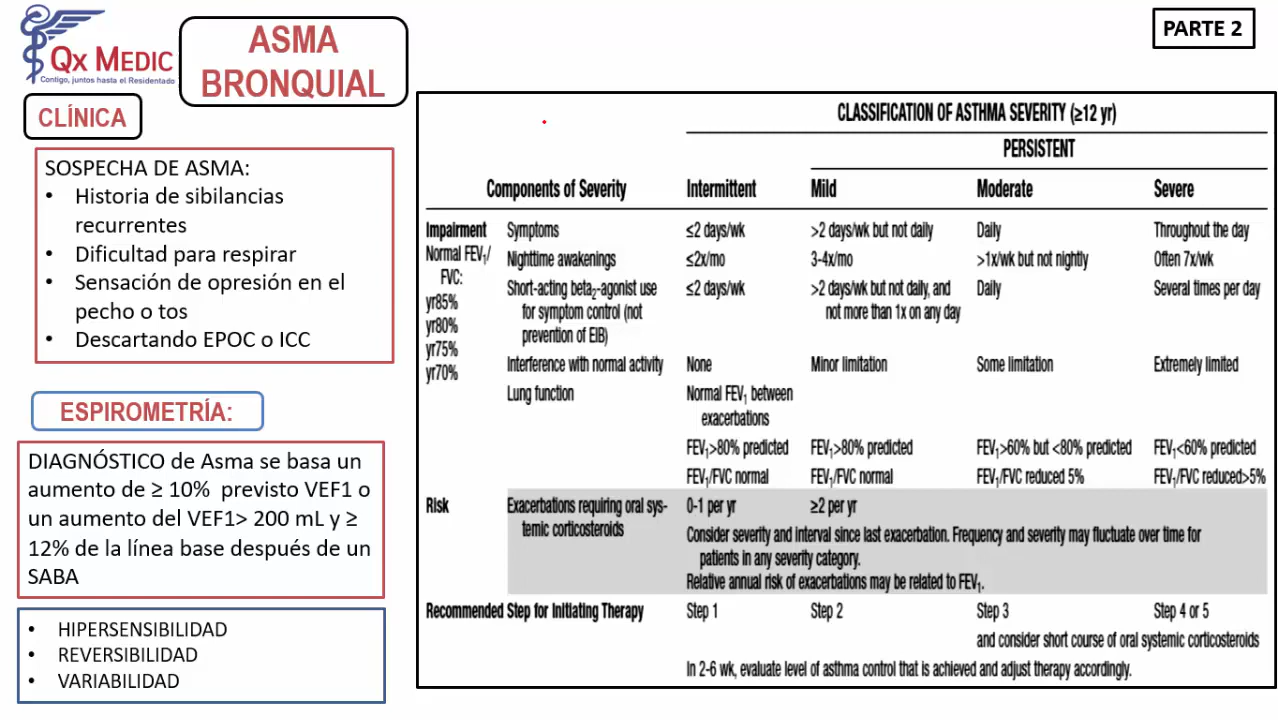 QX MEDIC
Contigo, juntos hasta el Residentado
ASMA
BRONQUIAL
PARTE 2
CLÍNICA
SOSPECHA DE ASMA:
• Historia de sibilancias
recurrentes
• Dificultad para respirar
• Sensación de opresión en el
pecho o tos
• Descartando EPOC o ICC
ESPIROMETRÍA:
DIAGNÓSTICO de Asma se basa un
aumento de ≥ 10% previsto VEF1 o
un aumento del VEF1> 200 mL y ≥
12% de la línea base después de un
SABA
• HIPERSENSIBILIDAD
• REVERSIBILIDAD
• VARIABILIDAD
CLASSIFICATION OF ASTHMA SEVERITY (≥12 yr)
PERSISTENT
Components of Severity Intermittent Mild Moderate Severe
Impairment Symptoms ≤2 days/wk >2 days/wk but not daily Daily Throughout the day
Normal FEV₁/ Nighttime awakenings ≤2x/mo 3-4x/mo >1x/wk but not nightly Often 7x/wk
FVC: Short-acting beta₂-agonist use ≤2 days/wk >2 days/wk but not daily, and Daily Several times per day
yr85% for symptom control (not not more than 1x on any day
yr80% prevention of EIB)
yr75% Interference with normal activity None Minor limitation Some limitation Extremely limited
yr70%
Lung function Normal FEV₁ between
exacerbations
FEV₁>80% predicted FEV₁>80% predicted FEV₁>60% but <80% predicted FEV₁<60% predicted
FEV₁/FVC normal FEV₁/FVC normal FEV₁/FVC reduced 5% FEV₁/FVC reduced>5%
Risk Exacerbations requiring oral sys- 0-1 per yr ≥2 per yr
temic corticosteroids
Consider severity and interval since last exacerbation. Frequency and severity may fluctuate over time for
patients in any severity category.
Relative annual risk of exacerbations may be related to FEV₁.
Recommended Step for Initiating Therapy Step 1 Step 2 Step 3 Step 4 or 5
and consider short course of oral systemic corticosteroids
In 2-6 wk, evaluate level of asthma control that is achieved and adjust therapy accordingly.